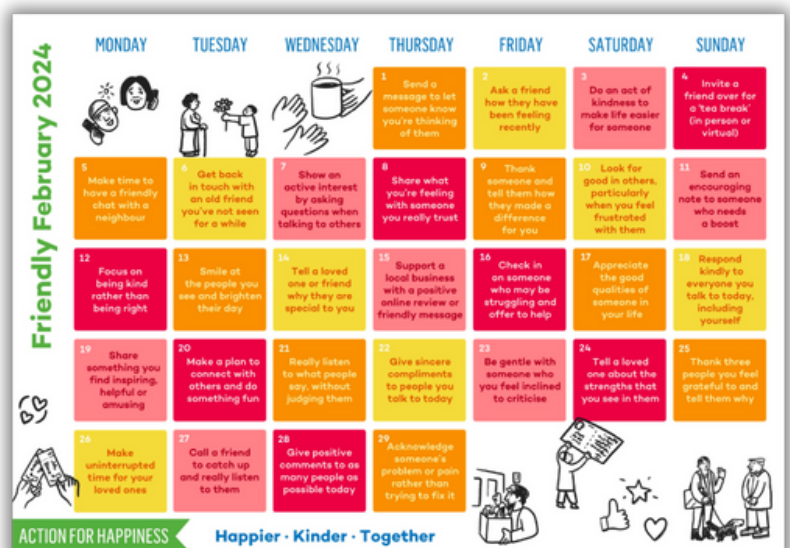 Friendly February 2024
MONDAY
TUESDAY
WEDNESDAY
THURSDAY
FRIDAY
SATURDAY
SUNDAY
1
Send a
message to let
someone know
you're thinking
of them
2
Ask a friend
how they have
been feeling
recently
3
Do an act of
kindness to
make life easier
for someone
4
Invite a
friend over for
a 'tea break'
(in person or
virtual)
5
Make time to
have a friendly
chat with a
neighbour
6
Get back
in touch with
an old friend
you've not seen
for a while
7
Show an
active interest
by asking
questions when
talking to others
8
Share what
you're feeling
with someone
you really trust
9
Thank
someone and
tell them how
they made a
difference
for you
10
Look for
good in others,
particularly
when you feel
frustrated
with them
11
Send an
encouraging
note to someone
who needs
a boost
12
Focus on
being kind
rather than
being right
13
Smile at
the people you
see and brighten
their day
14
Tell a loved
one or friend
why they are
special to you
15
Support a
local business
with a positive
online review or
friendly message
16
Check in
on someone
who may be
struggling and
offer to help
17
Appreciate
the good
qualities of
someone in
your life
18
Respond
kindly to
everyone you
talk to today,
including
yourself
19
Share
something you
find inspiring,
helpful or
amusing
20
Make a plan to
connect with
others and do
something fun
21
Really listen
to what people
say, without
judging them
22
Give sincere
compliments
to people you
talk to today
23
Be gentle with
someone who
you feel inclined
to criticise
24
Tell a loved
one about the
strengths that
you see in them
25
Thank three
people you feel
grateful to and
tell them why
26
Make
uninterrupted
time for your
loved ones
27
Call a friend
to catch up
and really listen
to them
28
Give positive
comments to as
many people as
possible today
29
Acknowledge
someone's
problem or pain
rather than
trying to fix it
ACTION FOR HAPPINESS
Happier · Kinder · Together